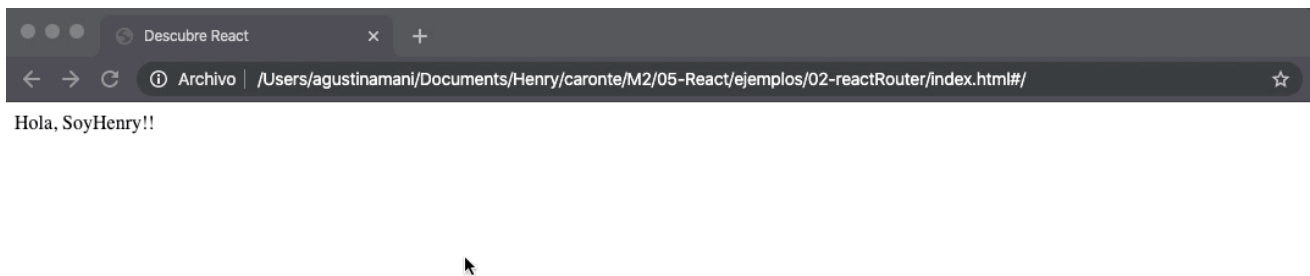 Descubre React
Archivo /Users/agustinamani/Documents/Henry/caronte/M2/05-React/ejemplos/02-reactRouter/index.html#/
Hola, SoyHenry!!